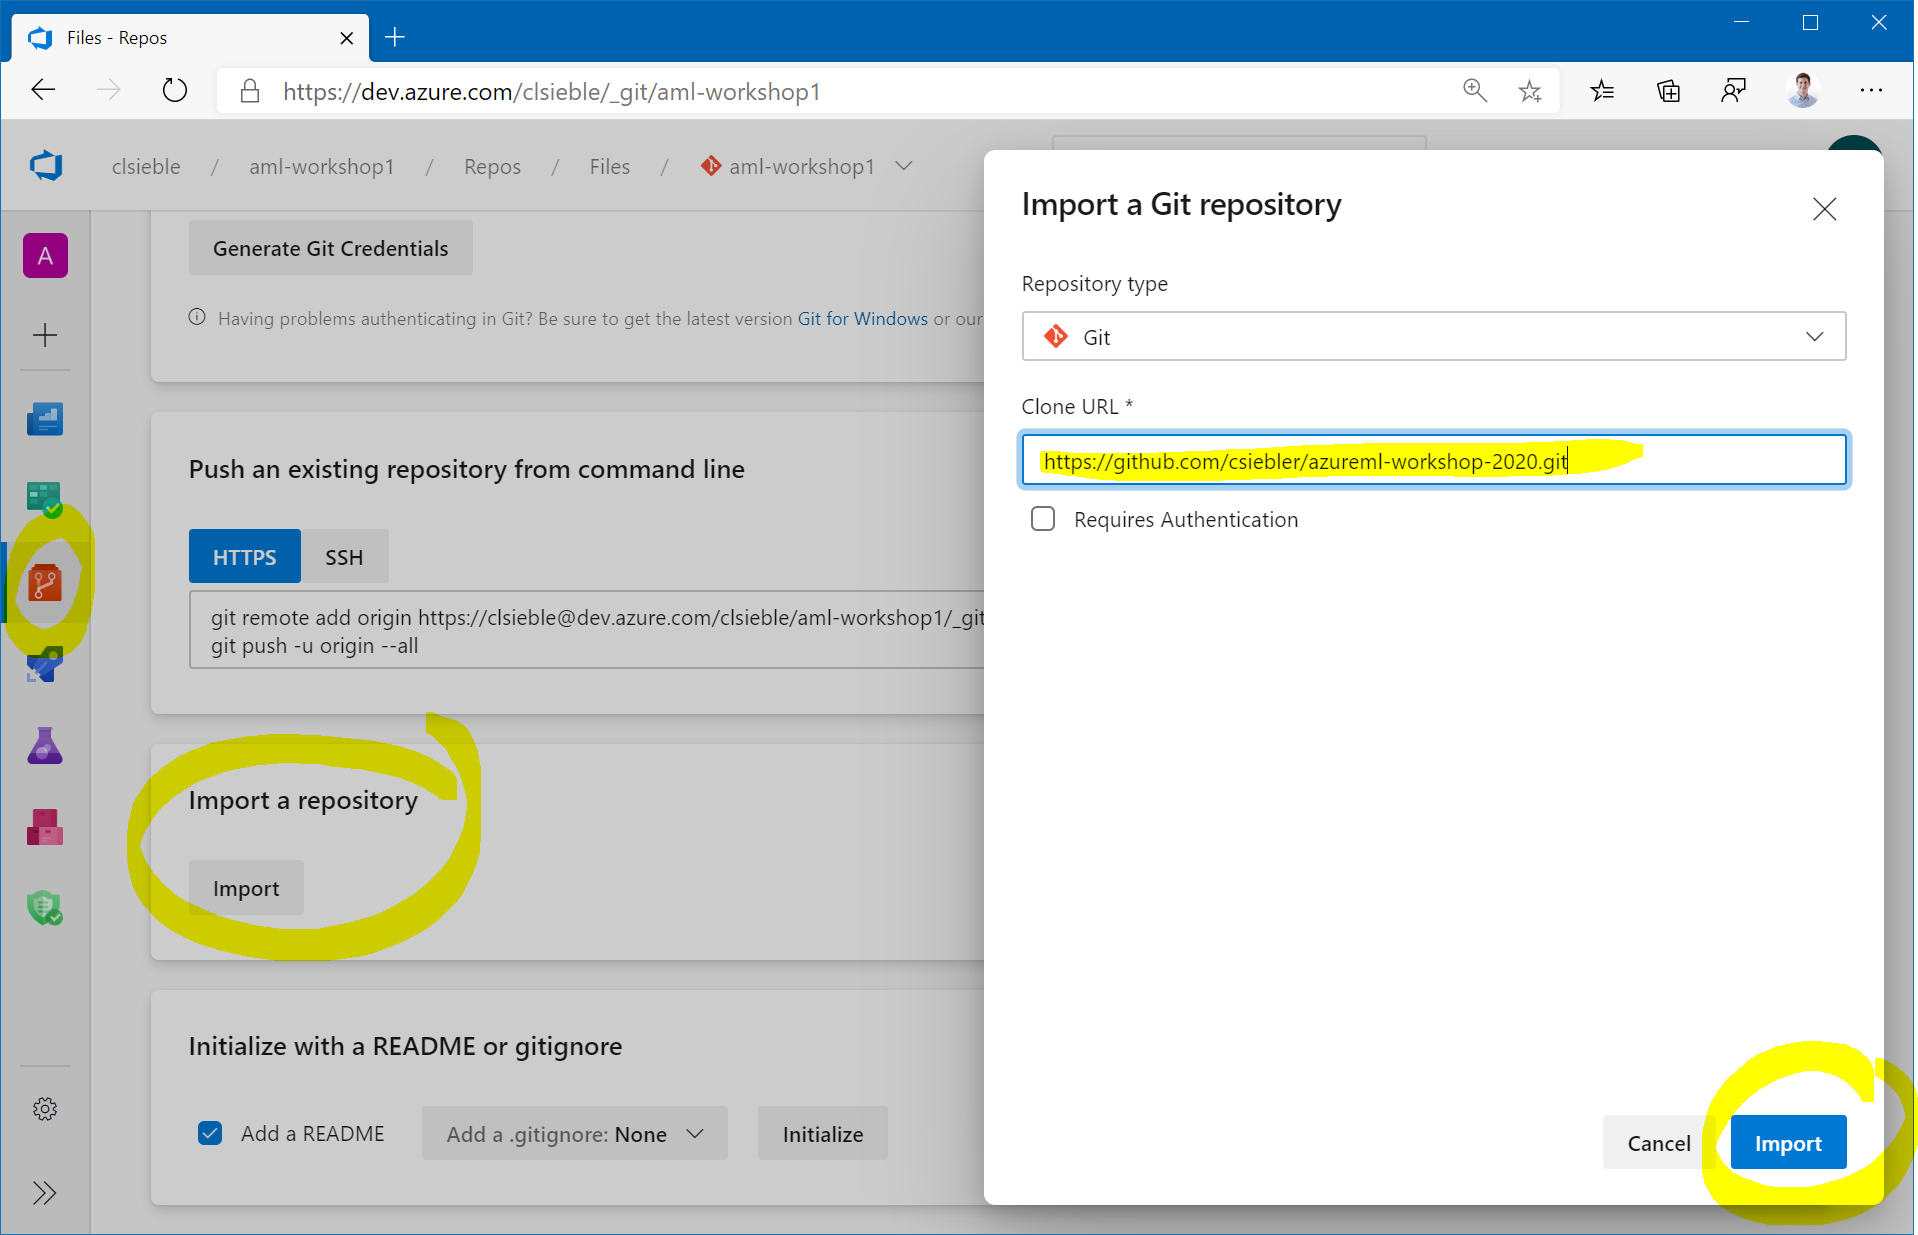 Files - Repos
https://dev.azure.com/clsieble/_git/aml-workshop1
clsieble / aml-workshop1 / Repos / Files / aml-workshop1
A
Generate Git Credentials
Having problems authenticating in Git? Be sure to get the latest version Git for Windows or our
Push an existing repository from command line
HTTPS SSH
git remote add origin https://clsieble@dev.azure.com/clsieble/aml-workshop1/_git
git push -u origin --all
Import a repository
Import
Initialize with a README or gitignore
Add a README Add a .gitignore: None Initialize
Import a Git repository
Repository type
Git
Clone URL *
https://github.com/csiebler/azureml-workshop-2020.git
Requires Authentication
Cancel Import